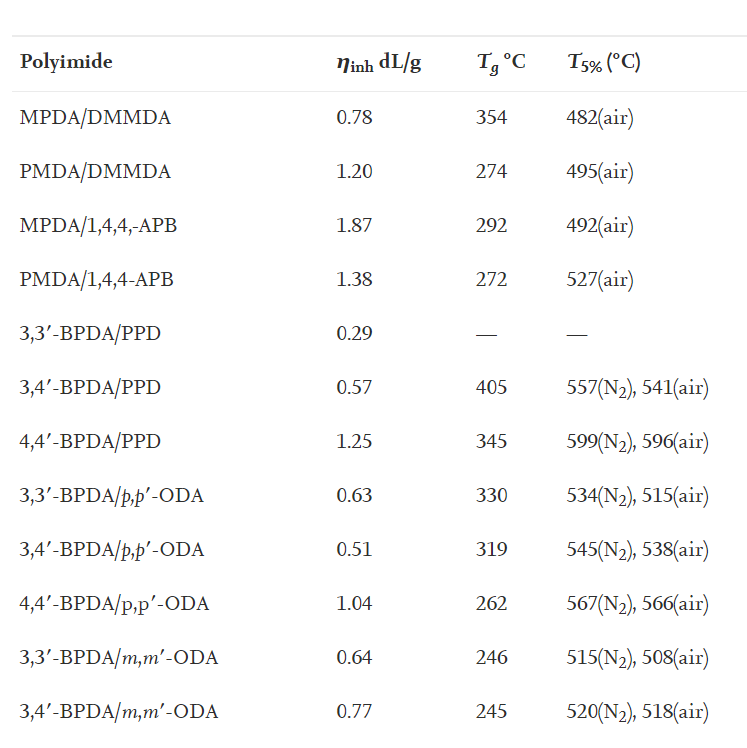 Polyimide ηinh dL/g Tg °C T5% (°C)
MPDA/DMMDA 0.78 354 482(air)
PMDA/DMMDA 1.20 274 495(air)
MPDA/1,4,4,-APB 1.87 292 492(air)
PMDA/1,4,4-APB 1.38 272 527(air)
3,3′-BPDA/PPD 0.29 — —
3,4′-BPDA/PPD 0.57 405 557(N2), 541(air)
4,4′-BPDA/PPD 1.25 345 599(N2), 596(air)
3,3′-BPDA/p,p′-ODA 0.63 330 534(N2), 515(air)
3,4′-BPDA/p,p′-ODA 0.51 319 545(N2), 538(air)
4,4′-BPDA/p,p′-ODA 1.04 262 567(N2), 566(air)
3,3′-BPDA/m,m′-ODA 0.64 246 515(N2), 508(air)
3,4′-BPDA/m,m′-ODA 0.77 245 520(N2), 518(air)